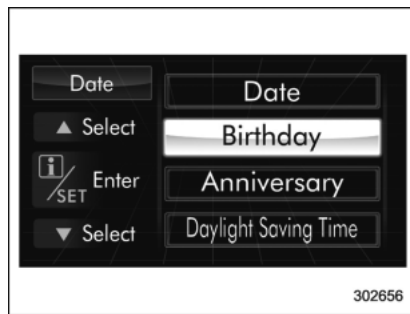 Date
▲ Select
i/SET Enter
▼ Select
Date
Birthday
Anniversary
Daylight Saving Time
302656